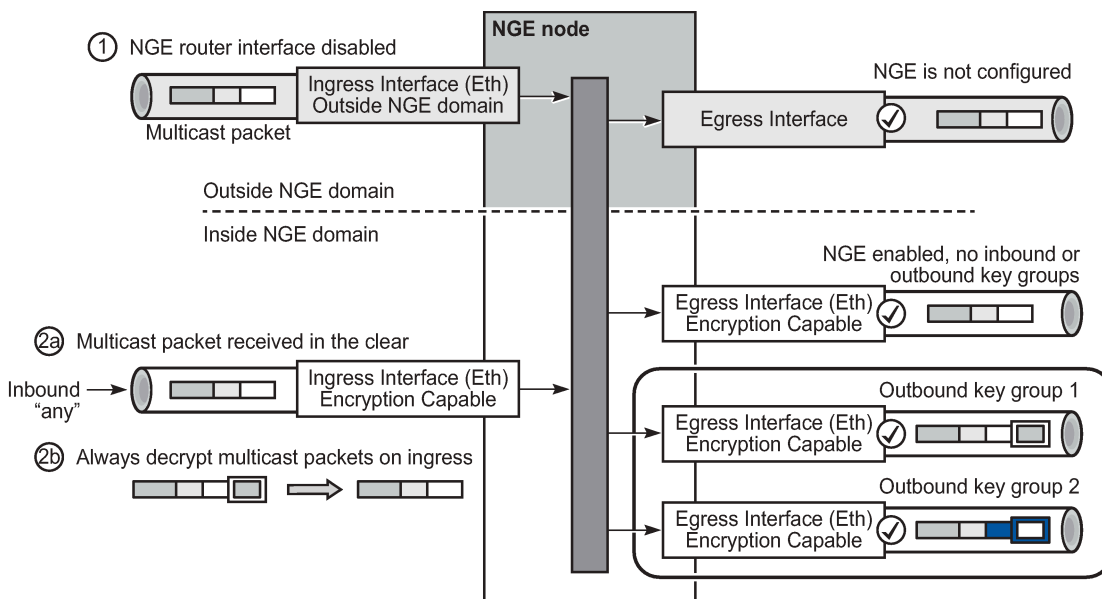 NGE node
1 NGE router interface disabled
Ingress Interface (Eth)
Outside NGE domain
Multicast packet
NGE is not configured
Egress Interface
Outside NGE domain
Inside NGE domain
NGE enabled, no inbound or
outbound key groups
Egress Interface (Eth)
Encryption Capable
2a Multicast packet received in the clear
Inbound
"any"
Ingress Interface (Eth)
Encryption Capable
2b Always decrypt multicast packets on ingress
Outbound key group 1
Egress Interface (Eth)
Encryption Capable
Outbound key group 2
Egress Interface (Eth)
Encryption Capable